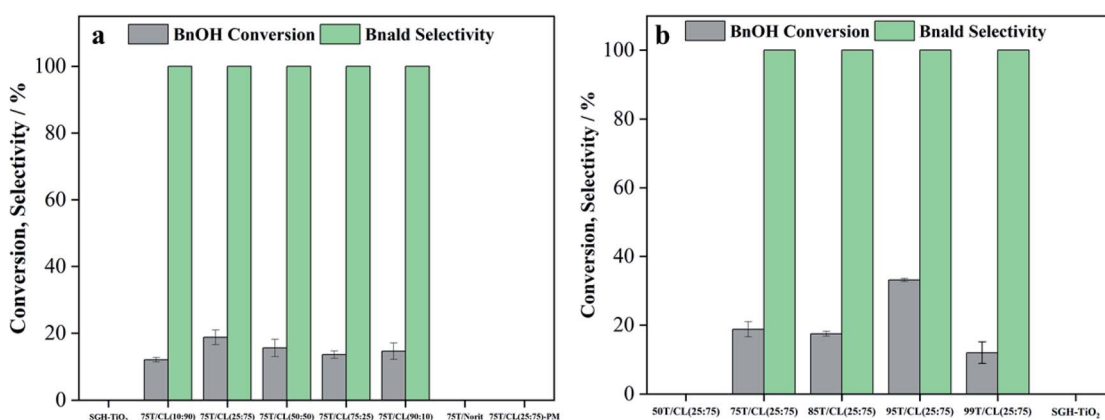 a
BnOH Conversion Bnald Selectivity
Conversion, Selectivity / %
100
80
60
40
20
0
SGH-TiO₂ 75T/CL(10:90) 75T/CL(25:75) 75T/CL(50:50) 75T/CL(75:25) 75T/CL(90:10) 75T/Norit 75T/CL(25:75)-PM
b
BnOH Conversion Bnald Selectivity
Conversion, Selectivity / %
100
80
60
40
20
0
50T/CL(25:75) 75T/CL(25:75) 85T/CL(25:75) 95T/CL(25:75) 99T/CL(25:75) SGH-TiO₂